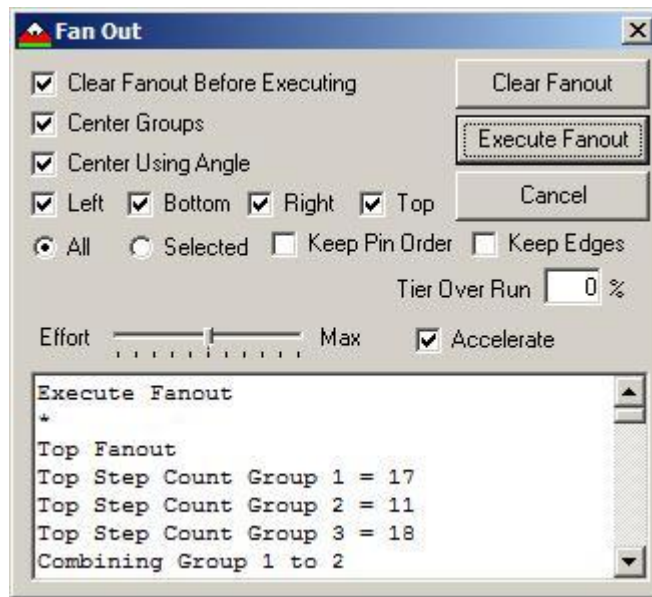 Fan Out
Clear Fanout Before Executing
Clear Fanout
Center Groups
Execute Fanout
Center Using Angle
Cancel
Left Bottom Right Top
All Selected Keep Pin Order Keep Edges
Tier Over Run 0 %
Effort Max Accelerate
Execute Fanout
*
Top Fanout
Top Step Count Group 1 = 17
Top Step Count Group 2 = 11
Top Step Count Group 3 = 18
Combining Group 1 to 2